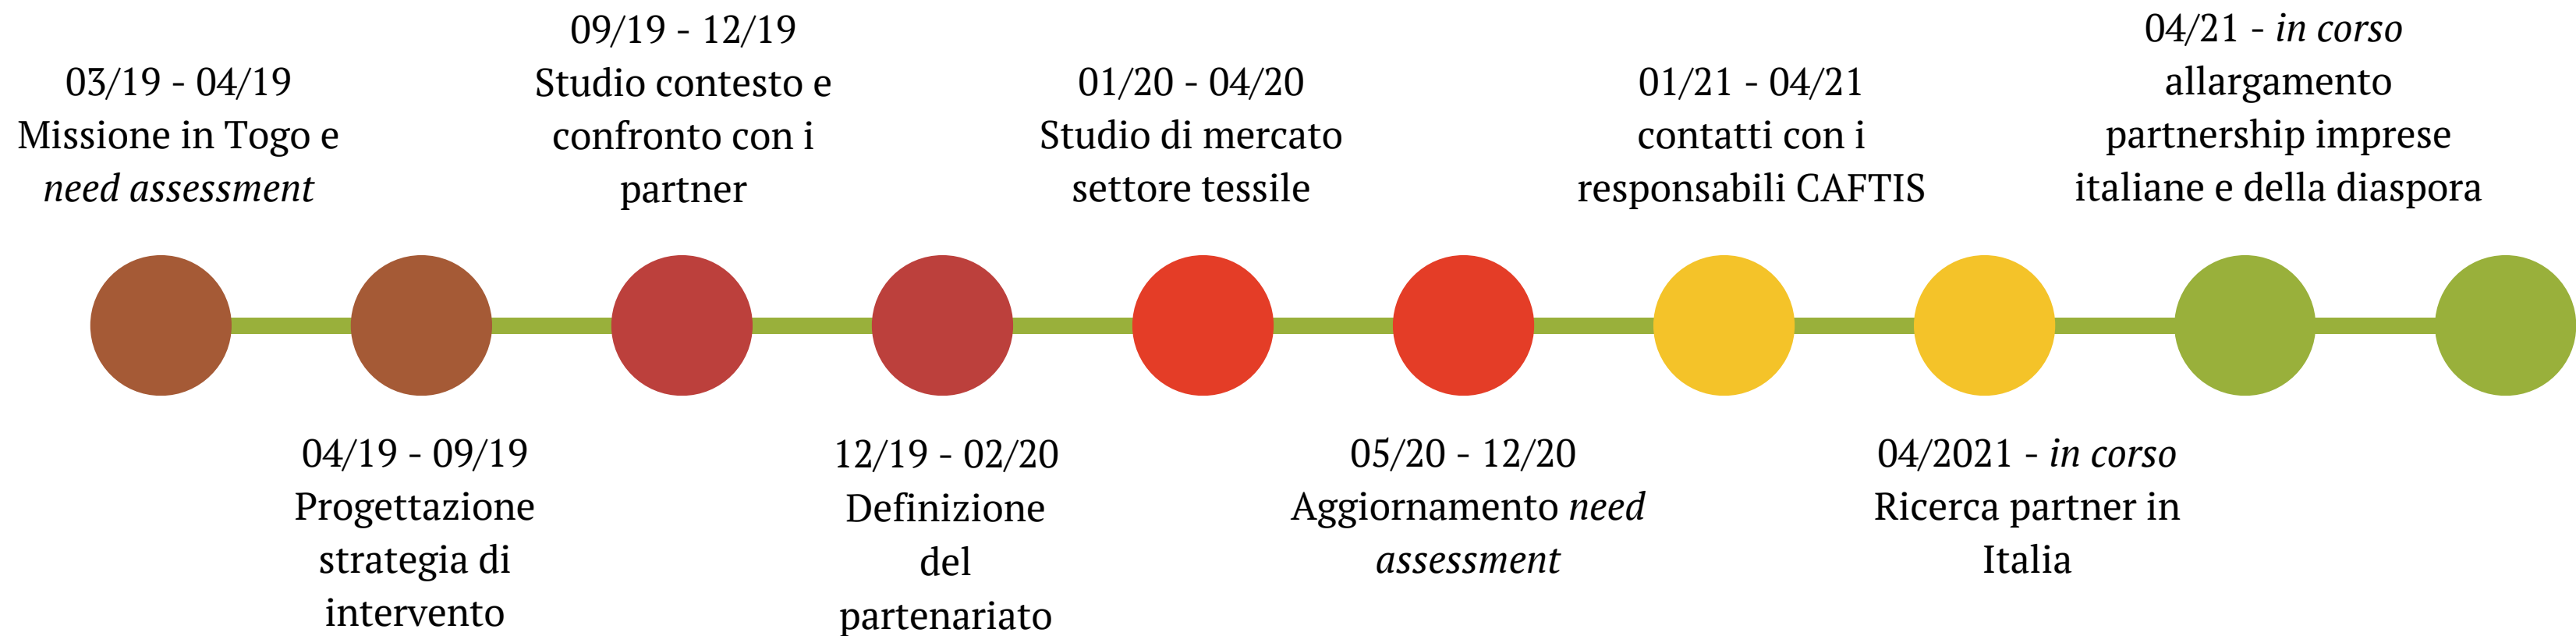 03/19 - 04/19
Missione in Togo e
need assessment
04/19 - 09/19
Progettazione
strategia di
intervento
09/19 - 12/19
Studio contesto e
confronto con i
partner
12/19 - 02/20
Definizione
del
partenariato
01/20 - 04/20
Studio di mercato
settore tessile
05/20 - 12/20
Aggiornamento need
assessment
01/21 - 04/21
contatti con i
responsabili CAFTIS
04/2021 - in corso
Ricerca partner in
Italia
04/21 - in corso
allargamento
partnership imprese
italiane e della diaspora